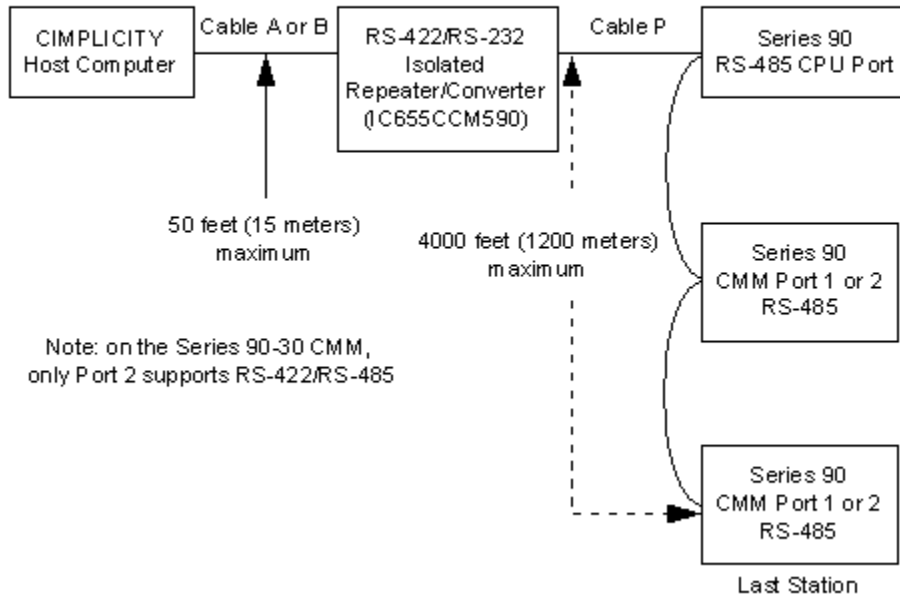 CIMPLICITY
Host Computer
Cable A or B
RS-422/RS-232
Isolated
Repeater/Converter
(IC655CCM590)
Cable P
Series 90
RS-485 CPU Port
50 feet (15 meters)
maximum
4000 feet (1200 meters)
maximum
Series 90
CMM Port 1 or 2
RS-485
Note: on the Series 90-30 CMM,
only Port 2 supports RS-422/RS-485
Series 90
CMM Port 1 or 2
RS-485
Last Station